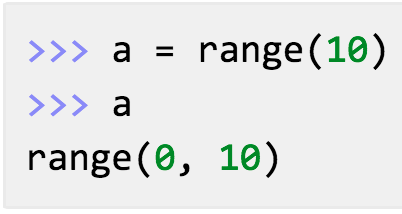 >>> a = range(10)
>>> a
range(0, 10)